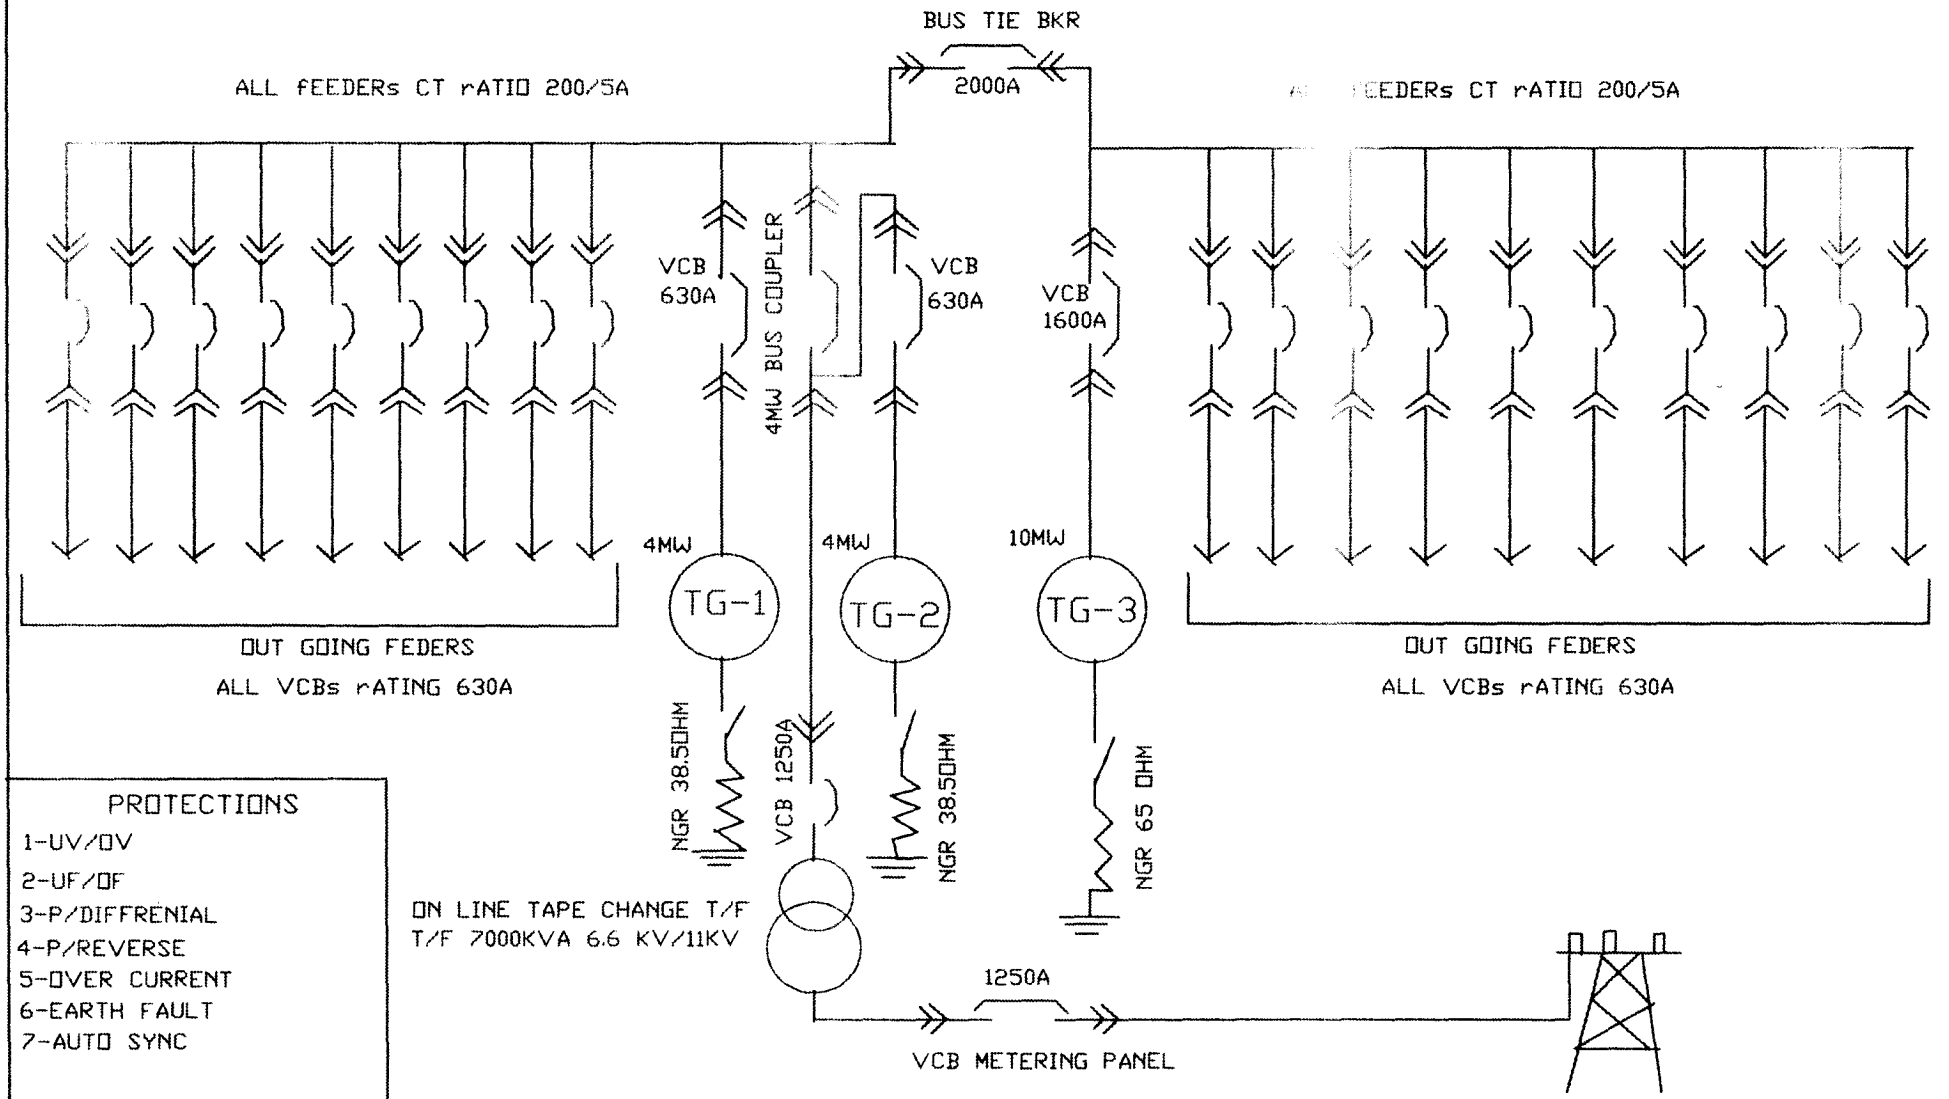 BUS TIE BKR
2000A
ALL fEEDERs CT rATIO 200/5A
FEEDERs CT rATIO 200/5A
VCB
630A
4MW BUS COUPLER
VCB
630A
VCB
1600A
4MW
TG-1
4MW
TG-2
10MW
TG-3
OUT GOING FEDERS
ALL VCBs rATING 630A
OUT GOING FEDERS
ALL VCBs rATING 630A
NGR 38.5OHM
VCB 1250A
NGR 38.5OHM
NGR 65 OHM
PROTECTIONS
1-UV/OV
2-UF/OF
3-P/DIFFRENIAL
4-P/REVERSE
5-OVER CURRENT
6-EARTH FAULT
7-AUTO SYNC
ON LINE TAPE CHANGE T/F
T/F 7000KVA 6.6 KV/11KV
1250A
VCB METERING PANEL